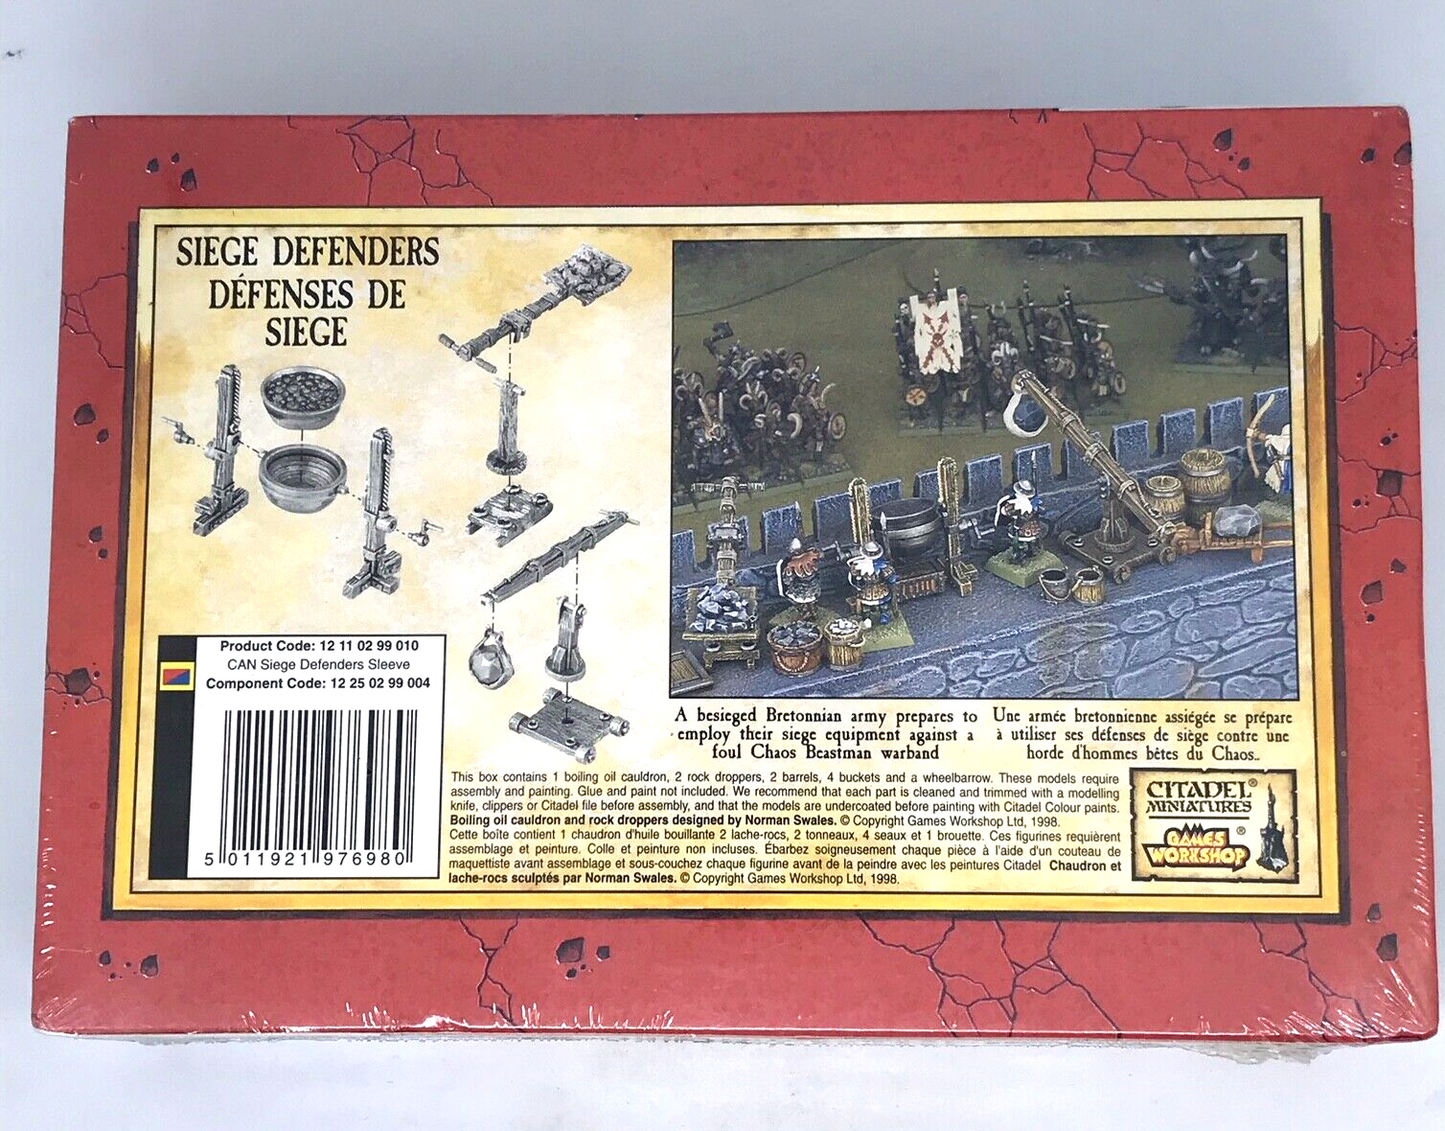 SIEGE DEFENDERS
DÉFENSES DE
SIEGE
Product Code: 12 11 02 99 010
CAN Siege Defenders Sleeve
Component Code: 12 25 02 99 004
5 011921 976980
A besieged Bretonnian army prepares to
employ their siege equipment against a
foul Chaos Beastman warband
Une armée bretonnienne assiégée se prépare
à utiliser ses défenses de siège contre une
horde d'hommes bêtes du Chaos..
This box contains 1 boiling oil cauldron, 2 rock droppers, 2 barrels, 4 buckets and a wheelbarrow. These models require
assembly and painting. Glue and paint not included. We recommend that each part is cleaned and trimmed with a modelling
knife, clippers or Citadel file before assembly, and that the models are undercoated before painting with Citadel Colour paints.
Boiling oil cauldron and rock droppers designed by Norman Swales. © Copyright Games Workshop Ltd, 1998.
Cette boîte contient 1 chaudron d'huile bouillante 2 lache-rocs, 2 tonneaux, 4 seaux et 1 brouette. Ces figurines requièrent
assemblage et peinture. Colle et peinture non incluses. Ébarbez soigneusement chaque pièce à l'aide d'un couteau de
maquettiste avant assemblage et sous-couchez chaque figurine avant de la peindre avec les peintures Citadel Chaudron et
lache-rocs sculptés par Norman Swales. © Copyright Games Workshop Ltd, 1998.
CITADEL®
MINIATURES
GAMES ®
WORKSHOP